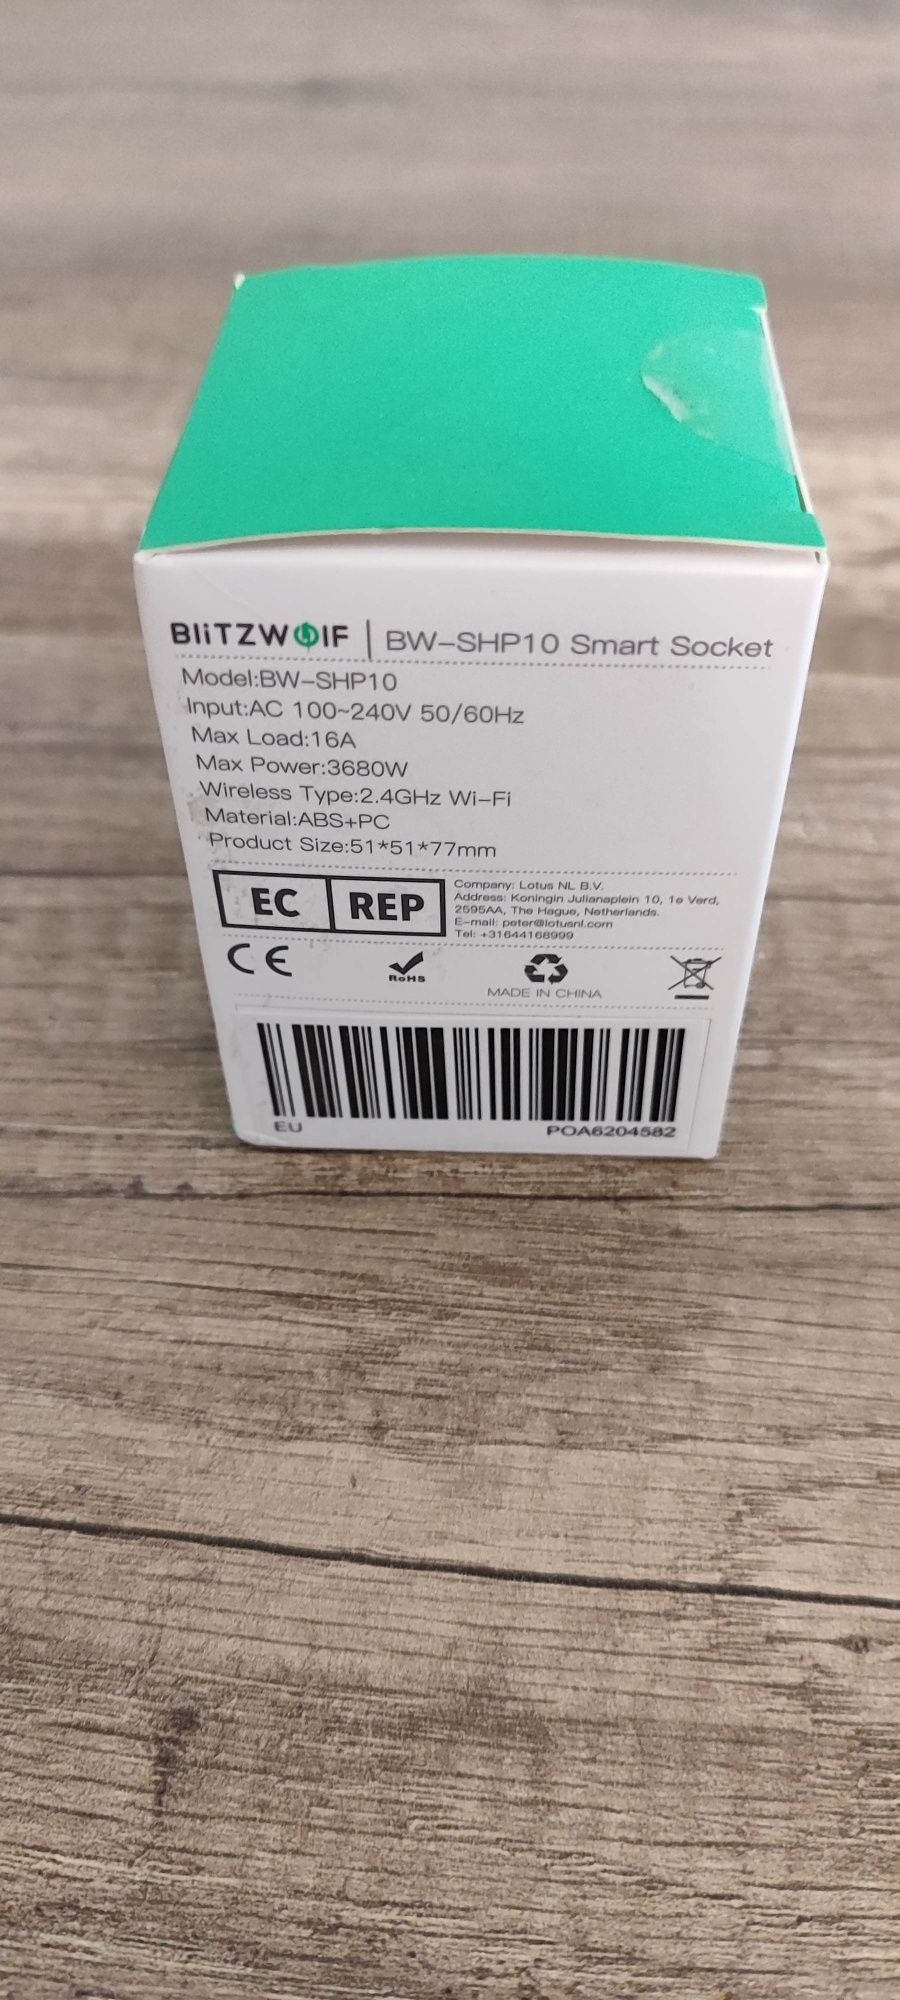 BliTZWOlF | BW-SHP10 Smart Socket
Model:BW-SHP10
Input:AC 100~240V 50/60Hz
Max Load:16A
Max Power:3680W
Wireless Type:2.4GHz Wi-Fi
Material:ABS+PC
Product Size:51*51*77mm
EC REP
Company: Lotus NL B.V.
Address: Koningin Julianaplein 10, 1e Verd,
2595AA, The Hague, Netherlands.
E-mail: peter@lotusnl.com
Tel: +31644168999
CE
RoHS
MADE IN CHINA
EU POA6204582